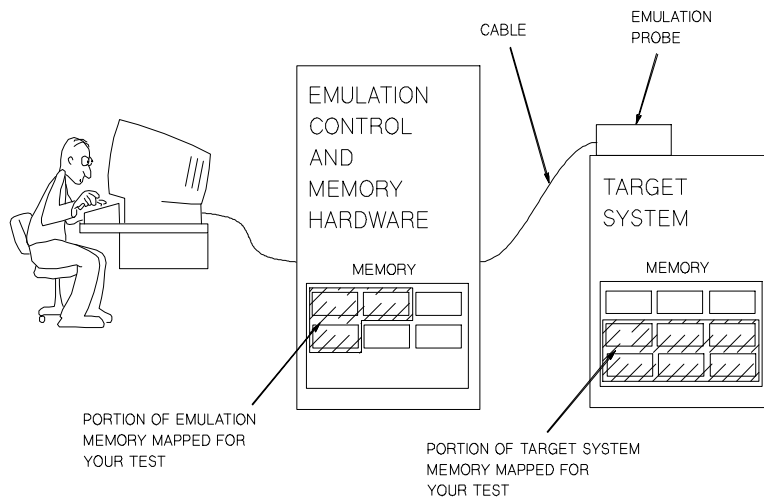 CABLE
EMULATION
PROBE
EMULATION
CONTROL
AND
MEMORY
HARDWARE
MEMORY
TARGET
SYSTEM
MEMORY
PORTION OF EMULATION
MEMORY MAPPED FOR
YOUR TEST
PORTION OF TARGET SYSTEM
MEMORY MAPPED FOR
YOUR TEST